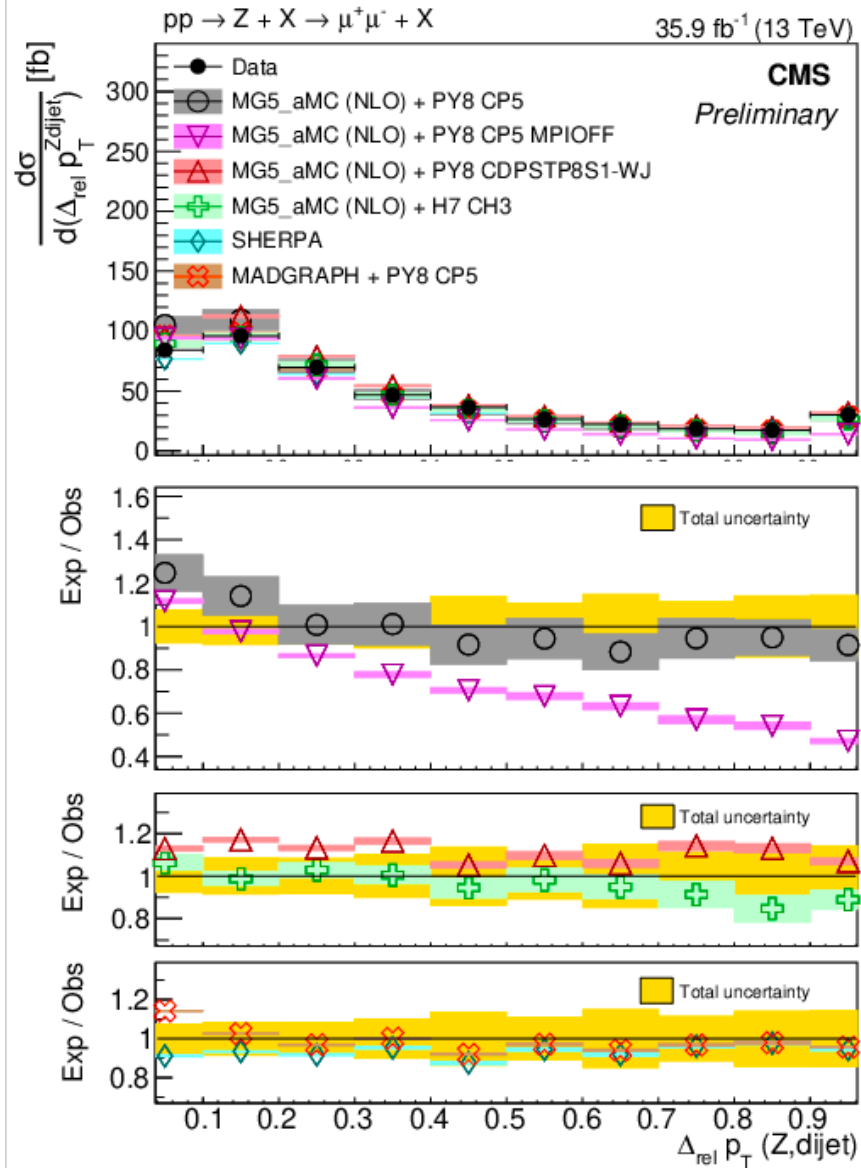 pp → Z + X → μ⁺μ⁻ + X
35.9 fb⁻¹ (13 TeV)
dσ / d(Δ_rel p_T^Zdijet) [fb]
CMS
Preliminary
Data
MG5_aMC (NLO) + PY8 CP5
MG5_aMC (NLO) + PY8 CP5 MPIOFF
MG5_aMC (NLO) + PY8 CDPSTP8S1-WJ
MG5_aMC (NLO) + H7 CH3
SHERPA
MADGRAPH + PY8 CP5
300
250
200
150
100
50
0
Exp / Obs
Total uncertainty
1.6
1.4
1.2
1
0.8
0.6
0.4
Exp / Obs
Total uncertainty
1.2
1
0.8
Exp / Obs
Total uncertainty
1.2
1
0.8
0.1 0.2 0.3 0.4 0.5 0.6 0.7 0.8 0.9
Δ_rel p_T (Z,dijet)